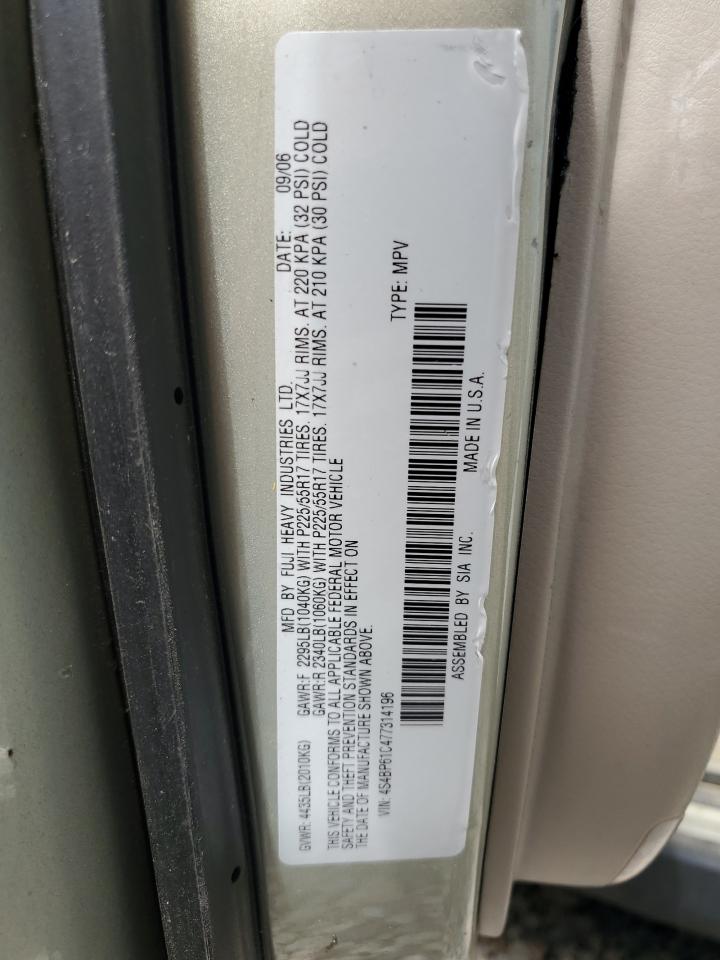 MFD BY FUJI HEAVY INDUSTRIES LTD. DATE: 09/06
GVWR: 4435LB(2010KG) GAWR:F 2295LB(1040KG) WITH P225/55R17 TIRES. 17X7JJ RIMS. AT 220 KPA (32 PSI) COLD
GAWR:R 2340LB(1060KG) WITH P225/55R17 TIRES. 17X7JJ RIMS. AT 210 KPA (30 PSI) COLD
THIS VEHICLE CONFORMS TO ALL APPLICABLE FEDERAL MOTOR VEHICLE
SAFETY AND THEFT PREVENTION STANDARDS IN EFFECT ON
THE DATE OF MANUFACTURE SHOWN ABOVE.
VIN: 4S4BP61C477314196 TYPE: MPV
ASSEMBLED BY SIA INC. MADE IN U.S.A.